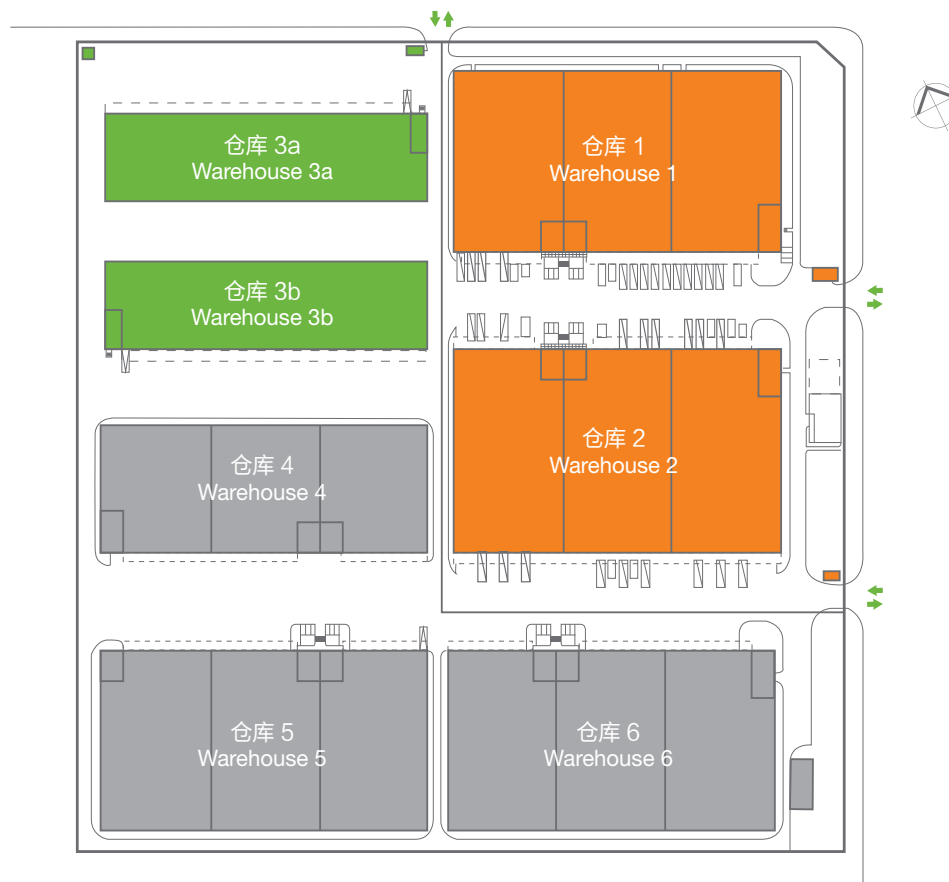 仓库 3a
Warehouse 3a
仓库 1
Warehouse 1
仓库 3b
Warehouse 3b
仓库 2
Warehouse 2
仓库 4
Warehouse 4
仓库 5
Warehouse 5
仓库 6
Warehouse 6